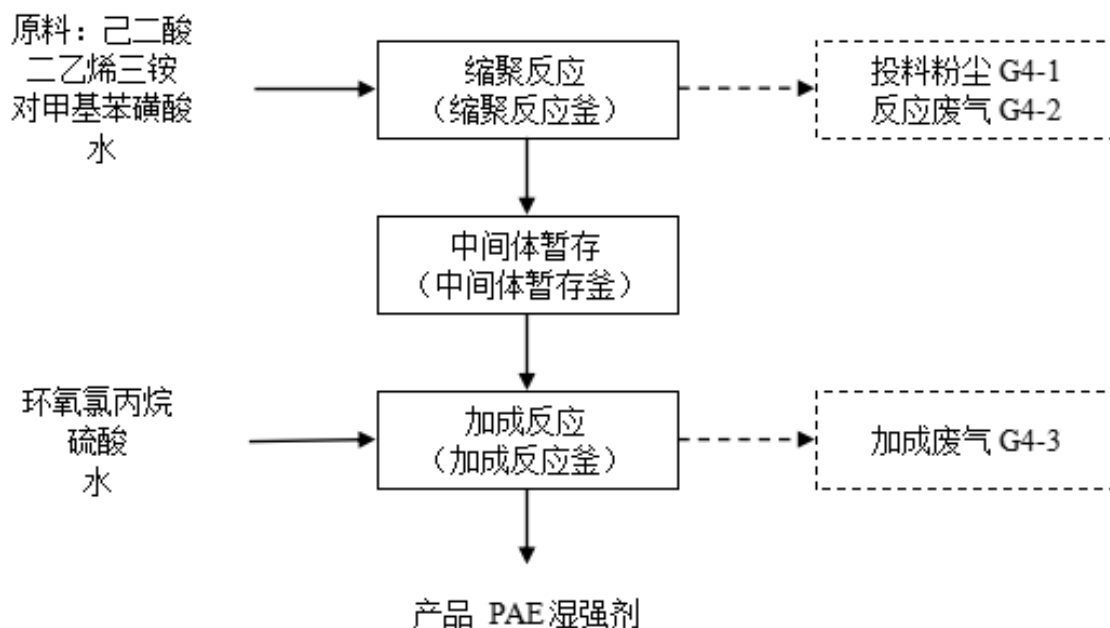 原料：己二酸
二乙烯三铵
对甲基苯磺酸
水
缩聚反应
（缩聚反应釜）
投料粉尘 G4-1
反应废气 G4-2
中间体暂存
（中间体暂存釜）
环氧氯丙烷
硫酸
水
加成反应
（加成反应釜）
加成废气 G4-3
产品 PAE 湿强剂